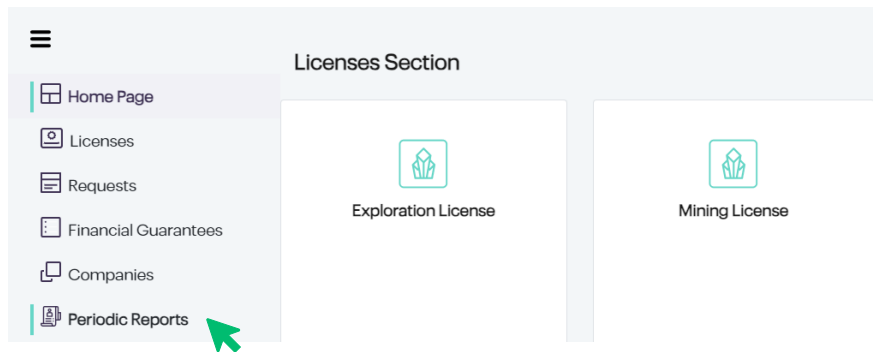 Licenses Section
Home Page
Licenses
Requests
Financial Guarantees
Companies
Periodic Reports
Exploration License
Mining License